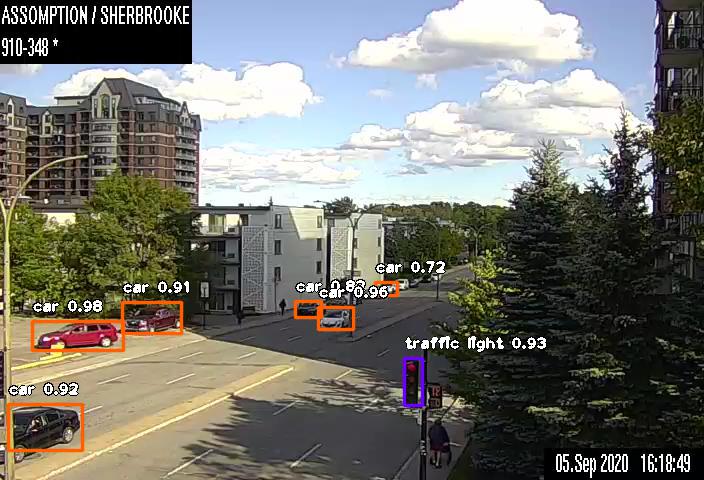 ASSOMPTION / SHERBROOKE
910-348 *
car 0.72
car 0.91
car 0.96
car 0.98
traffic light 0.93
car 0.92
05.Sep 2020 16:18:49